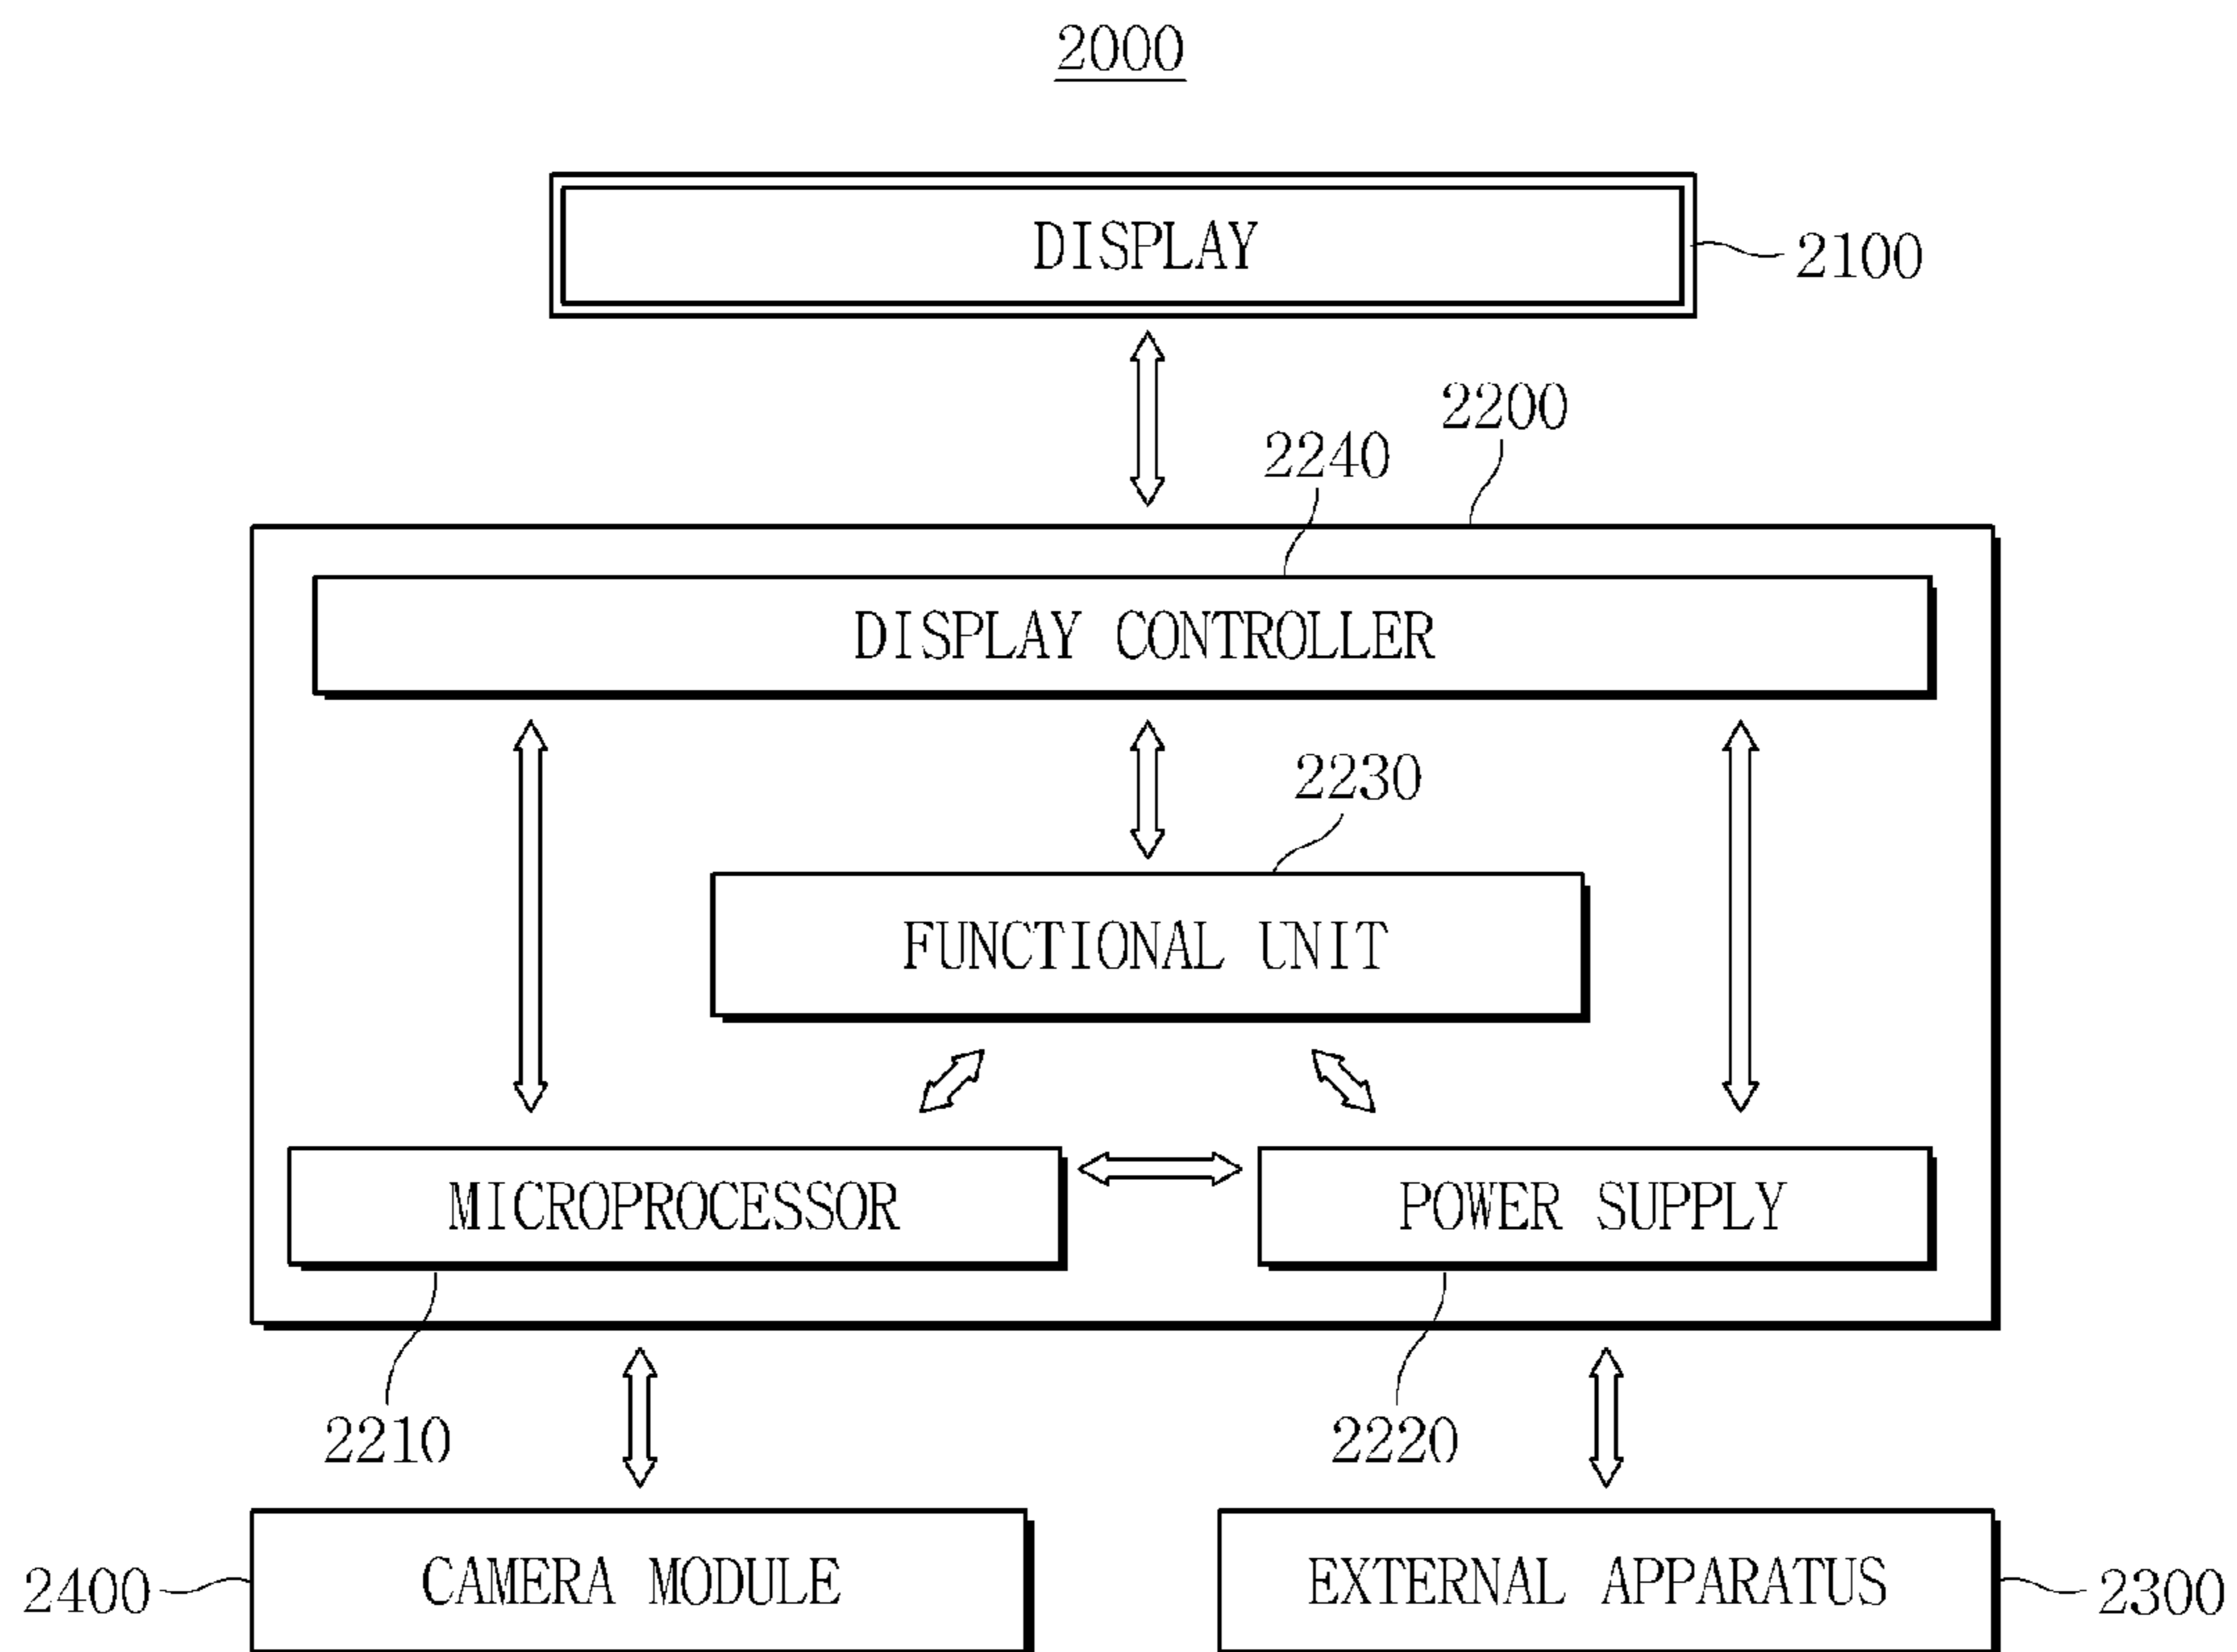 2000
DISPLAY
2100
2200
2240
DISPLAY CONTROLLER
2230
FUNCTIONAL UNIT
MICROPROCESSOR
POWER SUPPLY
2210
2220
CAMERA MODULE
EXTERNAL APPARATUS
2400
2300